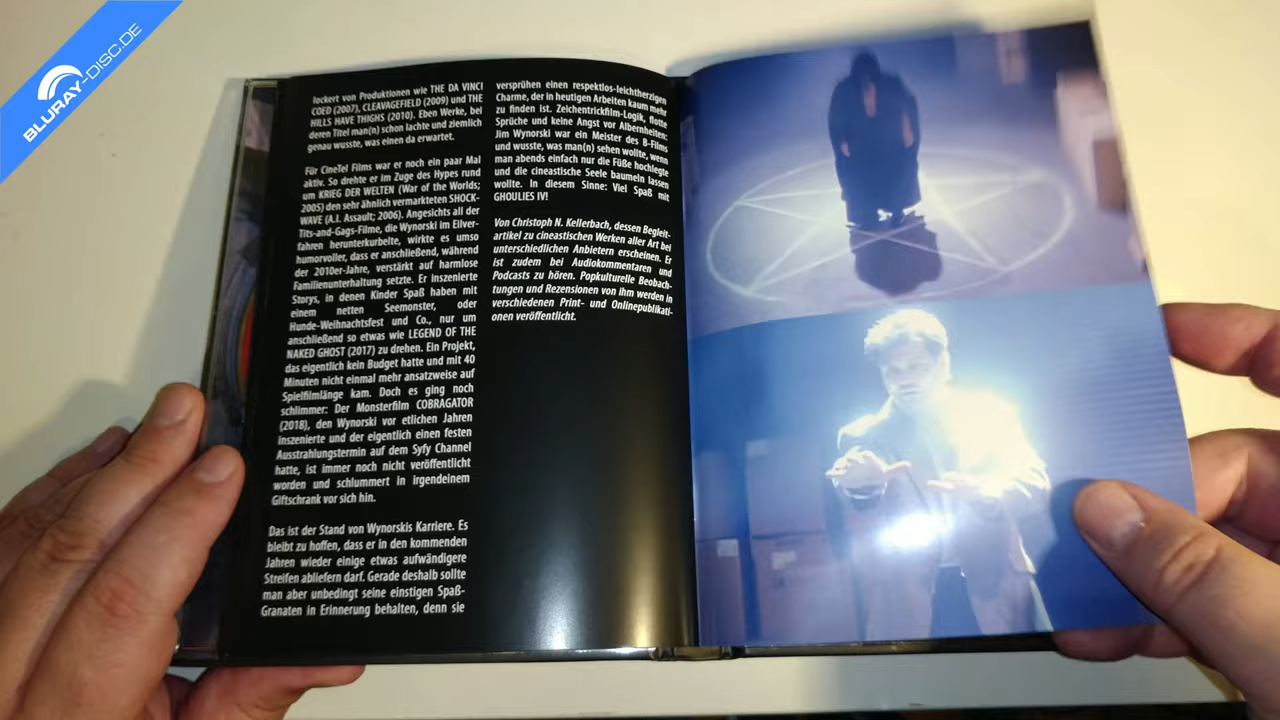 BLURAY-DISC.DE
lockert von Produktionen wie THE DA VINCI
COED (2007), CLEAVAGEFIELD (2009) und THE
HILLS HAVE THIGHS (2010). Eben Werke, bei
deren Titel man(n) schon lachte und ziemlich
genau wusste, was einen da erwartet.
Für CineTel Films war er noch ein paar Mal
aktiv. So drehte er im Zuge des Hypes rund
um KRIEG DER WELTEN (War of the Worlds;
2005) den sehr ähnlich vermarkteten SHOCK-
WAVE (A.I. Assault; 2006). Angesichts all der
Tits-and-Gags-Filme, die Wynorski im Eilver-
fahren herunterkurbelte, wirkte es umso
humorvoller, dass er anschließend, während
der 2010er-Jahre, verstärkt auf harmlose
Familienunterhaltung setzte. Er inszenierte
Storys, in denen Kinder Spaß haben mit
einem netten Seemonster, oder
Hunde-Weihnachtsfest und Co., nur um
anschließend so etwas wie LEGEND OF THE
NAKED GHOST (2017) zu drehen. Ein Projekt,
das eigentlich kein Budget hatte und mit 40
Minuten nicht einmal mehr ansatzweise auf
Spielfilmlänge kam. Doch es ging noch
schlimmer: Der Monsterfilm COBRAGATOR
(2018), den Wynorski vor etlichen Jahren
inszenierte und der eigentlich einen festen
Ausstrahlungstermin auf dem Syfy Channel
hatte, ist immer noch nicht veröffentlicht
worden und schlummert in irgendeinem
Giftschrank vor sich hin.
Das ist der Stand von Wynorskis Karriere. Es
bleibt zu hoffen, dass er in den kommenden
Jahren wieder einige etwas aufwändigere
Streifen abliefern darf. Gerade deshalb sollte
man aber unbedingt seine einstigen Spaß-
Granaten in Erinnerung behalten, denn sie
versprühen einen respektlos-leichtherzigen
Charme, der in heutigen Arbeiten kaum mehr
zu finden ist. Zeichentrickfilm-Logik, flotte
Sprüche und keine Angst vor Albernheiten:
Jim Wynorski war ein Meister des B-Films
und wusste, was man(n) sehen wollte, wenn
man abends einfach nur die Füße hochlegte
und die cineastische Seele baumeln lassen
wollte. In diesem Sinne: Viel Spaß mit
GHOULIES IV!
Von Christoph N. Kellerbach, dessen Begleit-
artikel zu cineastischen Werken aller Art bei
unterschiedlichen Anbietern erscheinen. Er
ist zudem bei Audiokommentaren und
Podcasts zu hören. Popkulturelle Beobach-
tungen und Rezensionen von ihm werden in
verschiedenen Print- und Onlinepublikati-
onen veröffentlicht.